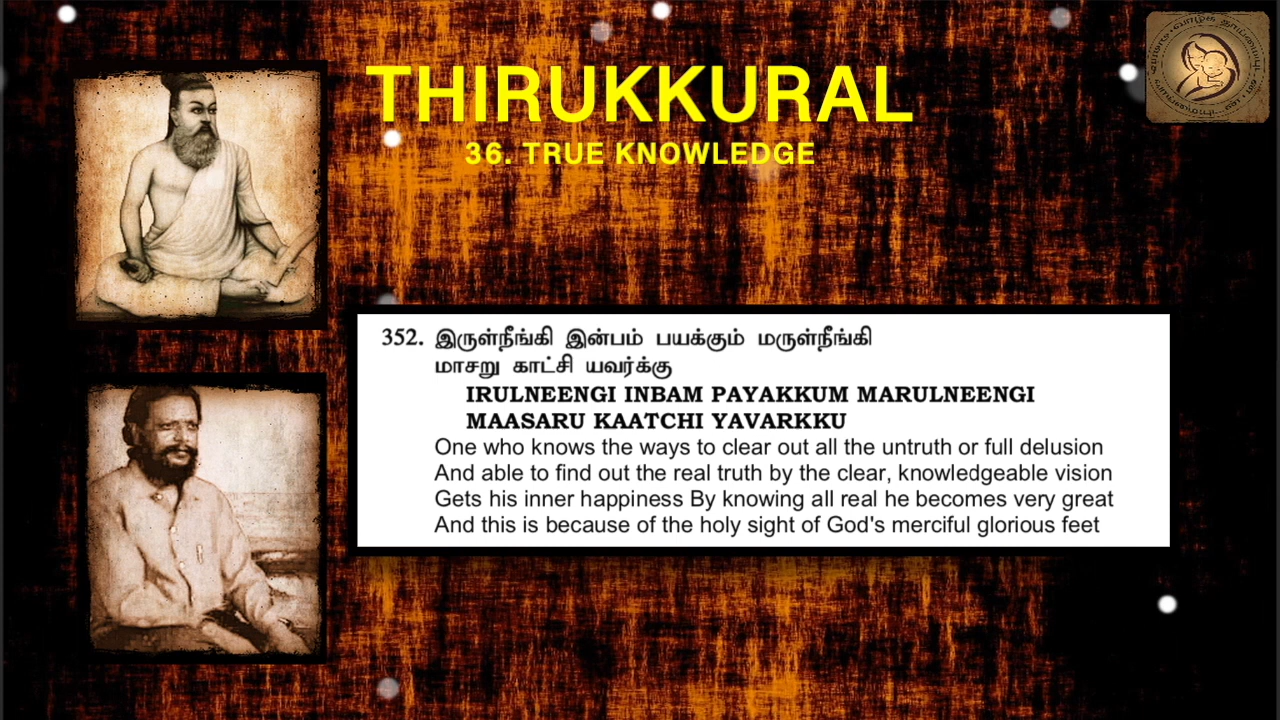 THIRUKKURAL
36. TRUE KNOWLEDGE
352. இருள்நீங்கி இன்பம் பயக்கும் மருள்நீங்கி
மாசறு காட்சி யவர்க்கு
IRULNEENGI INBAM PAYAKKUM MARULNEENGI
MAASARU KAATCHI YAVARKKU
One who knows the ways to clear out all the untruth or full delusion
And able to find out the real truth by the clear, knowledgeable vision
Gets his inner happiness By knowing all real he becomes very great
And this is because of the holy sight of God's merciful glorious feet